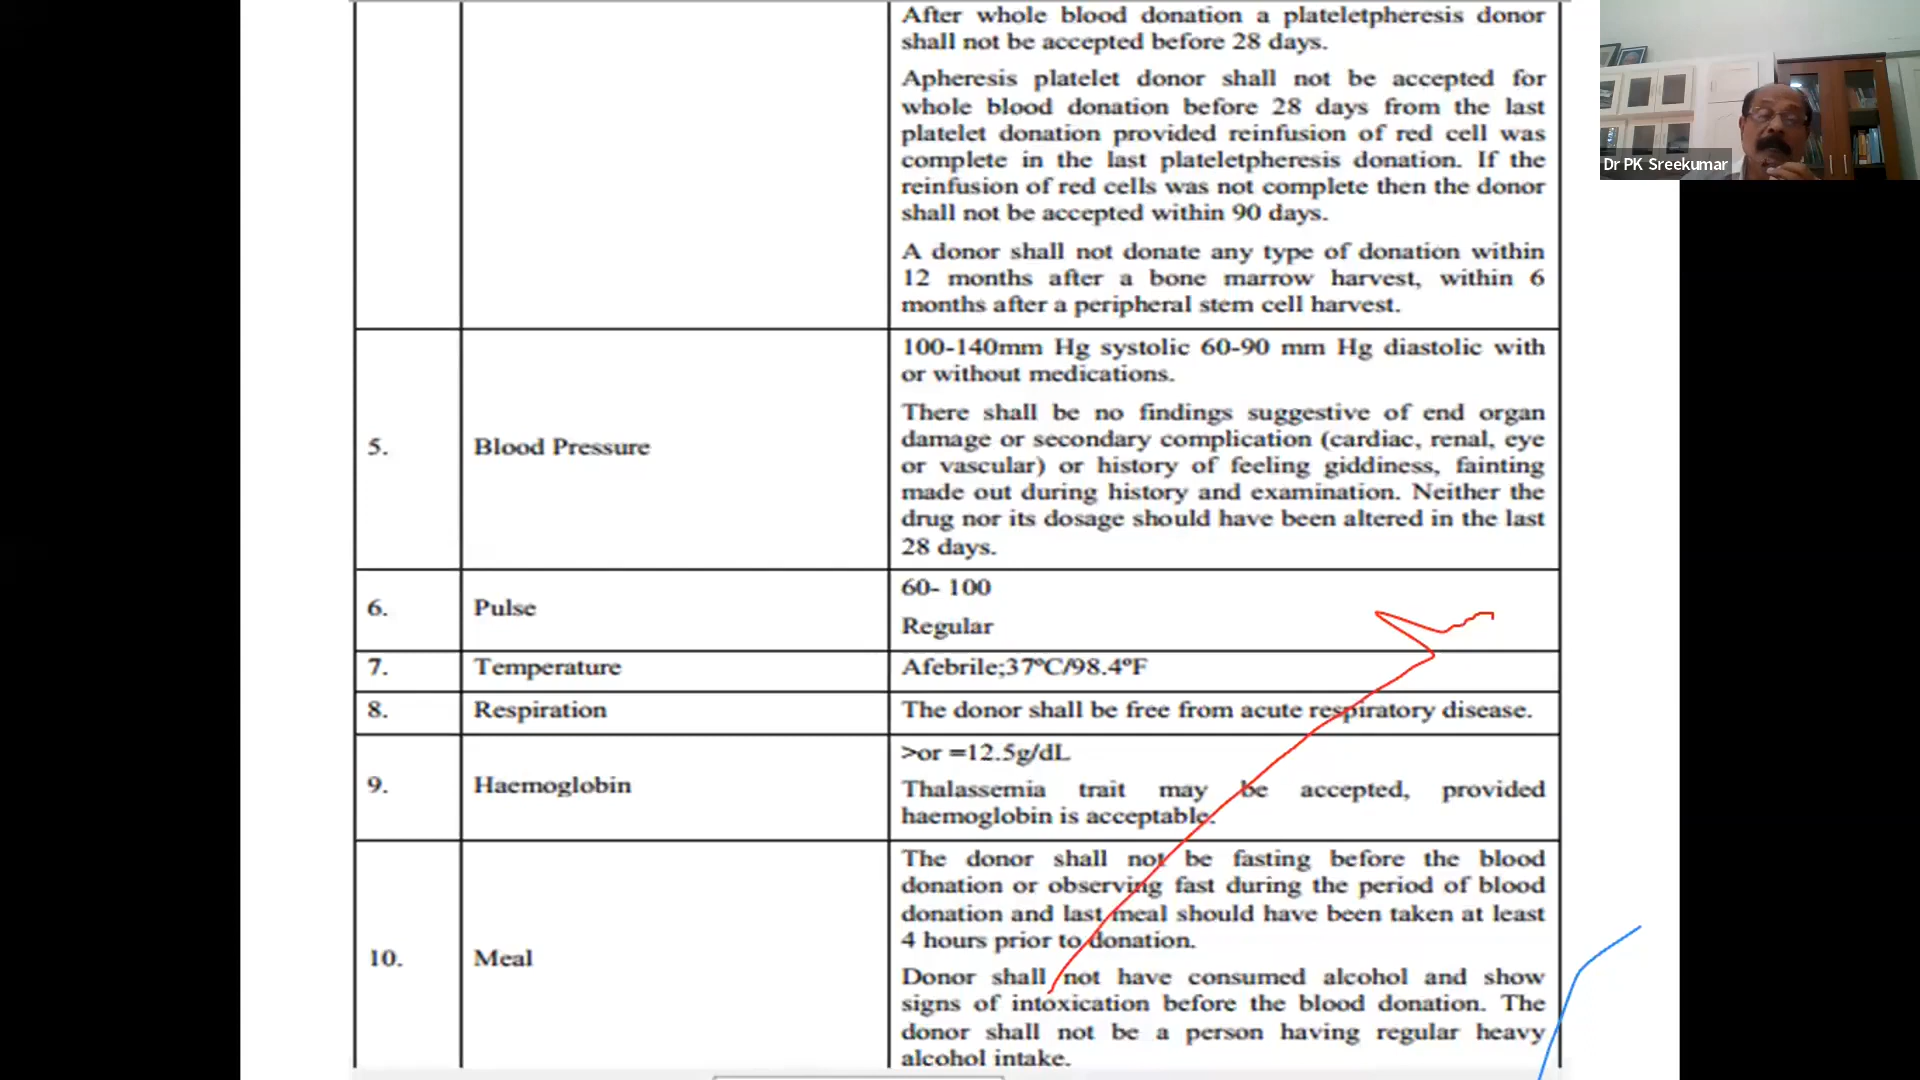 After whole blood donation a plateletpheresis donor
shall not be accepted before 28 days.
Apheresis platelet donor shall not be accepted for
whole blood donation before 28 days from the last
platelet donation provided reinfusion of red cell was
complete in the last plateletpheresis donation. If the
reinfusion of red cells was not complete then the donor
shall not be accepted within 90 days.
A donor shall not donate any type of donation within
12 months after a bone marrow harvest, within 6
months after a peripheral stem cell harvest.
5.
Blood Pressure
100-140mm Hg systolic 60-90 mm Hg diastolic with
or without medications.
There shall be no findings suggestive of end organ
damage or secondary complication (cardiac, renal, eye
or vascular) or history of feeling giddiness, fainting
made out during history and examination. Neither the
drug nor its dosage should have been altered in the last
28 days.
6.
Pulse
60- 100
Regular
7.
Temperature
Afebrile;37ºC/98.4ºF
8.
Respiration
The donor shall be free from acute respiratory disease.
9.
Haemoglobin
>or =12.5g/dL
Thalassemia trait may be accepted, provided
haemoglobin is acceptable.
10.
Meal
The donor shall not be fasting before the blood
donation or observing fast during the period of blood
donation and last meal should have been taken at least
4 hours prior to donation.
Donor shall not have consumed alcohol and show
signs of intoxication before the blood donation. The
donor shall not be a person having regular heavy
alcohol intake.
Dr PK Sreekumar